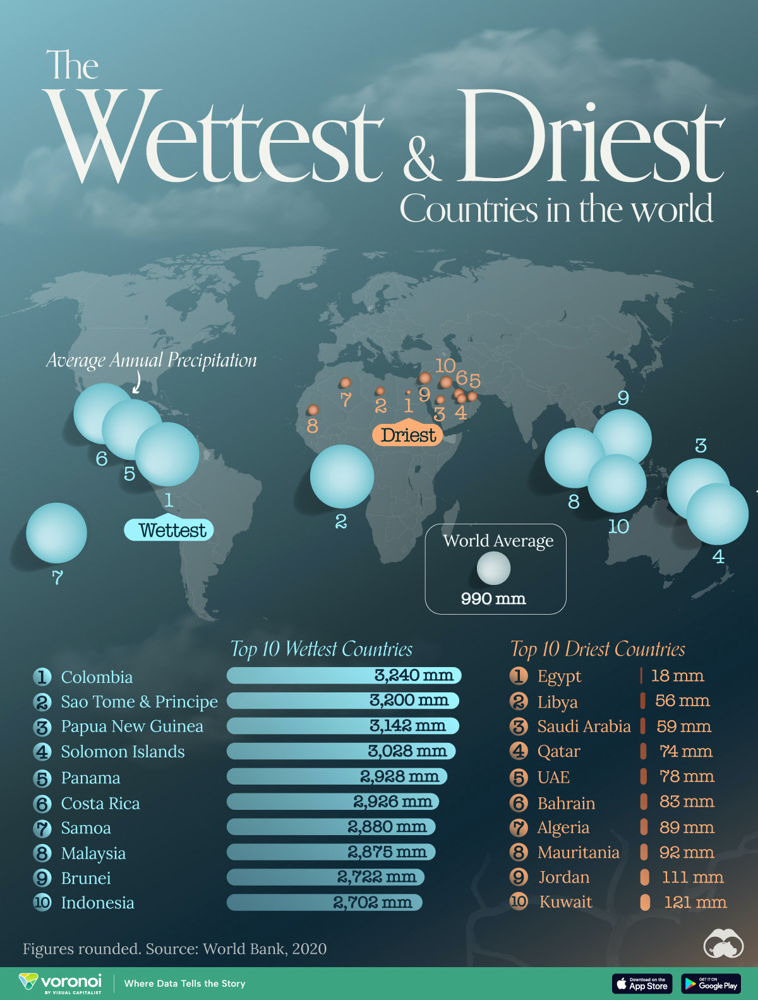 The
Wettest & Driest
Countries in the world
Average Annual Precipitation
10
6 5
7 2 1 9
8 3 4
Driest
9
6
5
3
1
2
8
10
4
Wettest
7
World Average
990 mm
Top 10 Wettest Countries
1 Colombia 3,240 mm
2 Sao Tome & Principe 3,200 mm
3 Papua New Guinea 3,142 mm
4 Solomon Islands 3,028 mm
5 Panama 2,928 mm
6 Costa Rica 2,926 mm
7 Samoa 2,880 mm
8 Malaysia 2,875 mm
9 Brunei 2,722 mm
10 Indonesia 2,702 mm
Top 10 Driest Countries
1 Egypt 18 mm
2 Libya 56 mm
3 Saudi Arabia 59 mm
4 Qatar 74 mm
5 UAE 78 mm
6 Bahrain 83 mm
7 Algeria 89 mm
8 Mauritania 92 mm
9 Jordan 111 mm
10 Kuwait 121 mm
Figures rounded. Source: World Bank, 2020
voronoi
BY VISUAL CAPITALIST
Where Data Tells the Story
Download on the
App Store
GET IT ON
Google Play